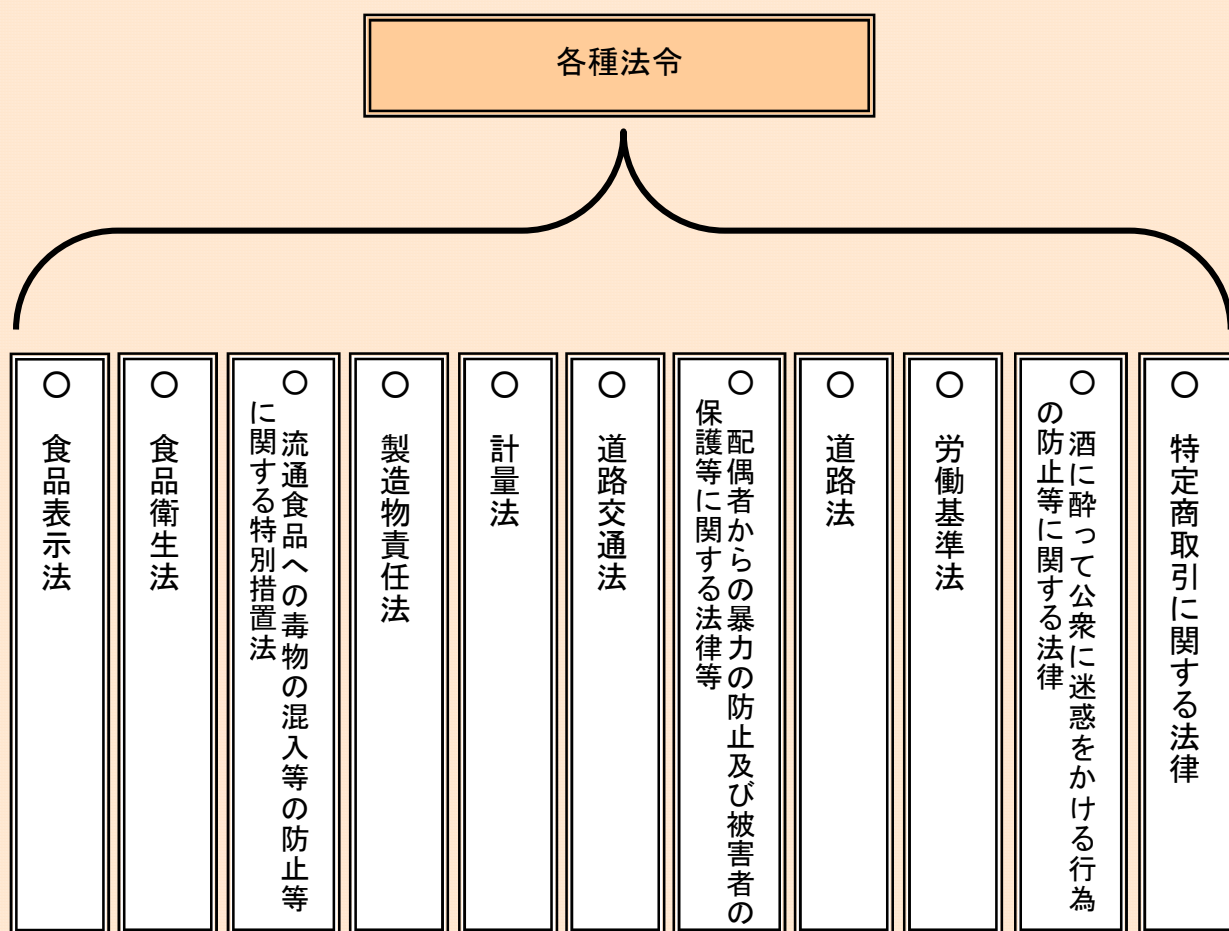 各種法令
○ 特定商取引に関する法律
○ 酒に酔って公衆に迷惑をかける行為
の防止等に関する法律
○ 労働基準法
○ 道路法
○ 配偶者からの暴力の防止及び被害者の
保護等に関する法律等
○ 道路交通法
○ 計量法
○ 製造物責任法
○ 流通食品への毒物の混入等の防止等
に関する特別措置法
○ 食品衛生法
○ 食品表示法